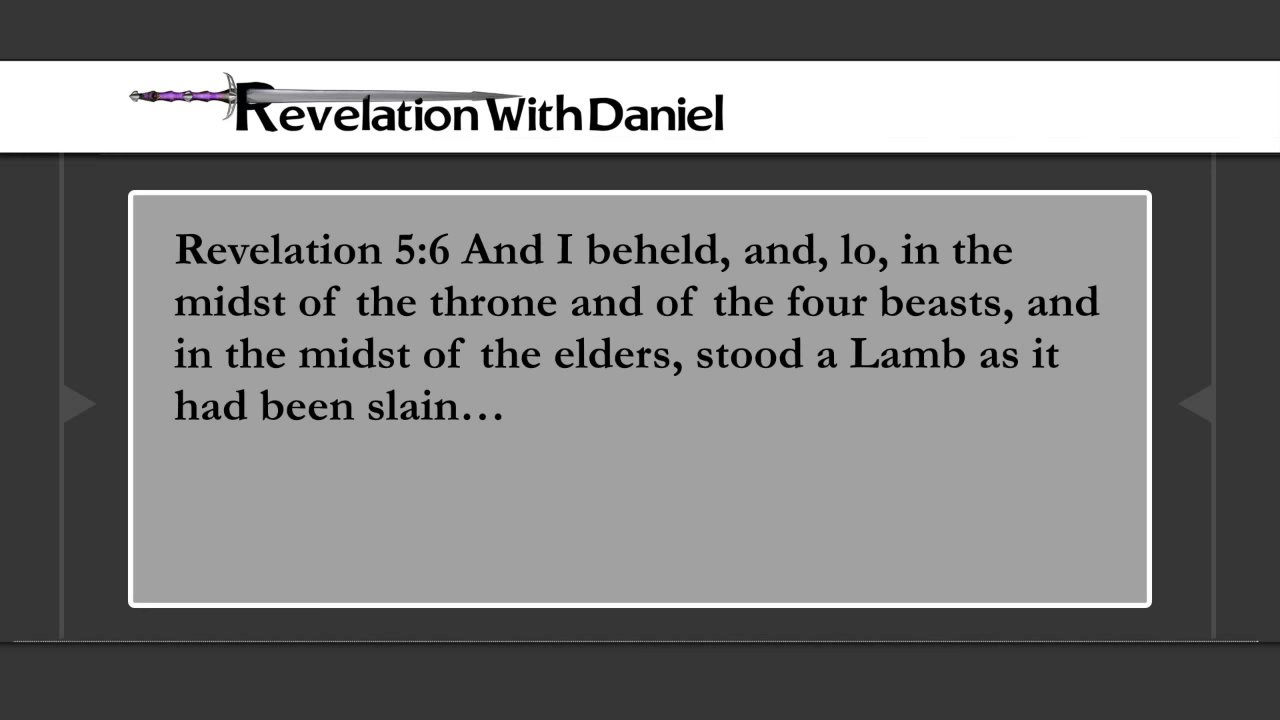 Revelation With Daniel
Revelation 5:6 And I beheld, and, lo, in the
midst of the throne and of the four beasts, and
in the midst of the elders, stood a Lamb as it
had been slain…